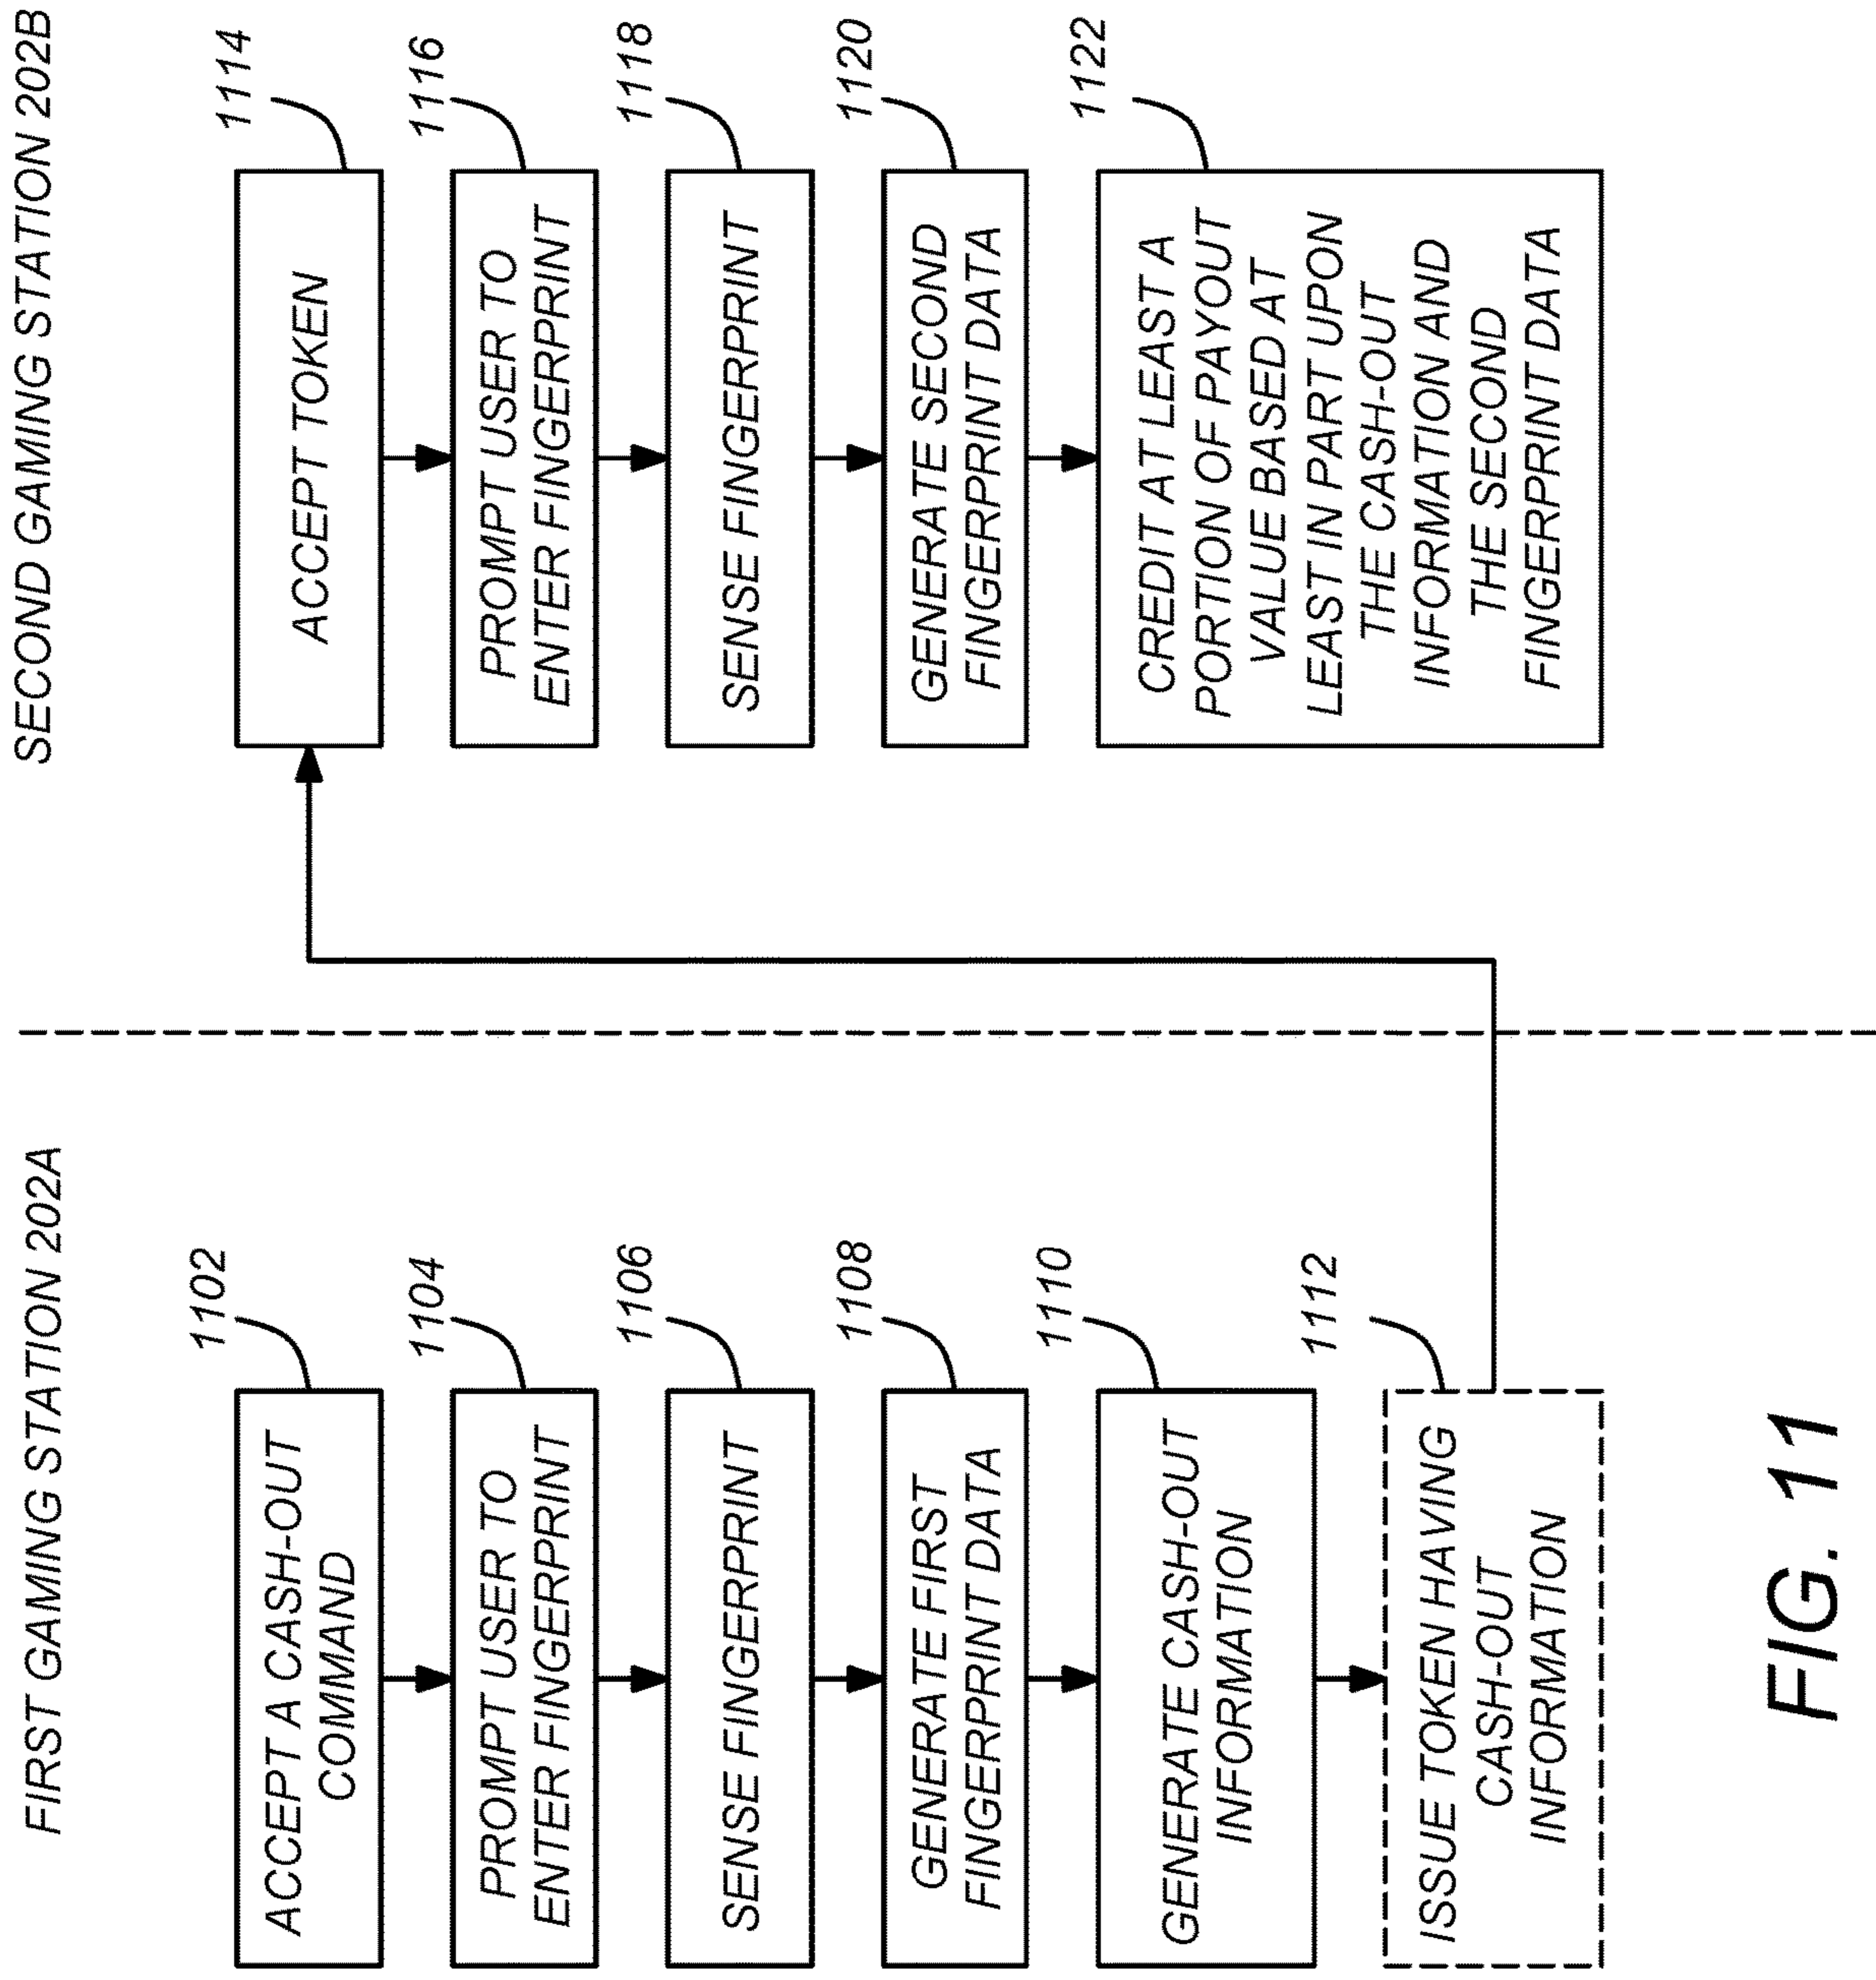 FIRST GAMING STATION 202A
1102
ACCEPT A CASH-OUT
COMMAND
1104
PROMPT USER TO
ENTER FINGERPRINT
1106
SENSE FINGERPRINT
1108
GENERATE FIRST
FINGERPRINT DATA
1110
GENERATE CASH-OUT
INFORMATION
1112
ISSUE TOKEN HAVING
CASH-OUT
INFORMATION
SECOND GAMING STATION 202B
1114
ACCEPT TOKEN
1116
PROMPT USER TO
ENTER FINGERPRINT
1118
SENSE FINGERPRINT
1120
GENERATE SECOND
FINGERPRINT DATA
1122
CREDIT AT LEAST A
PORTION OF PAYOUT
VALUE BASED AT
LEAST IN PART UPON
THE CASH-OUT
INFORMATION AND
THE SECOND
FINGERPRINT DATA
FIG. 11